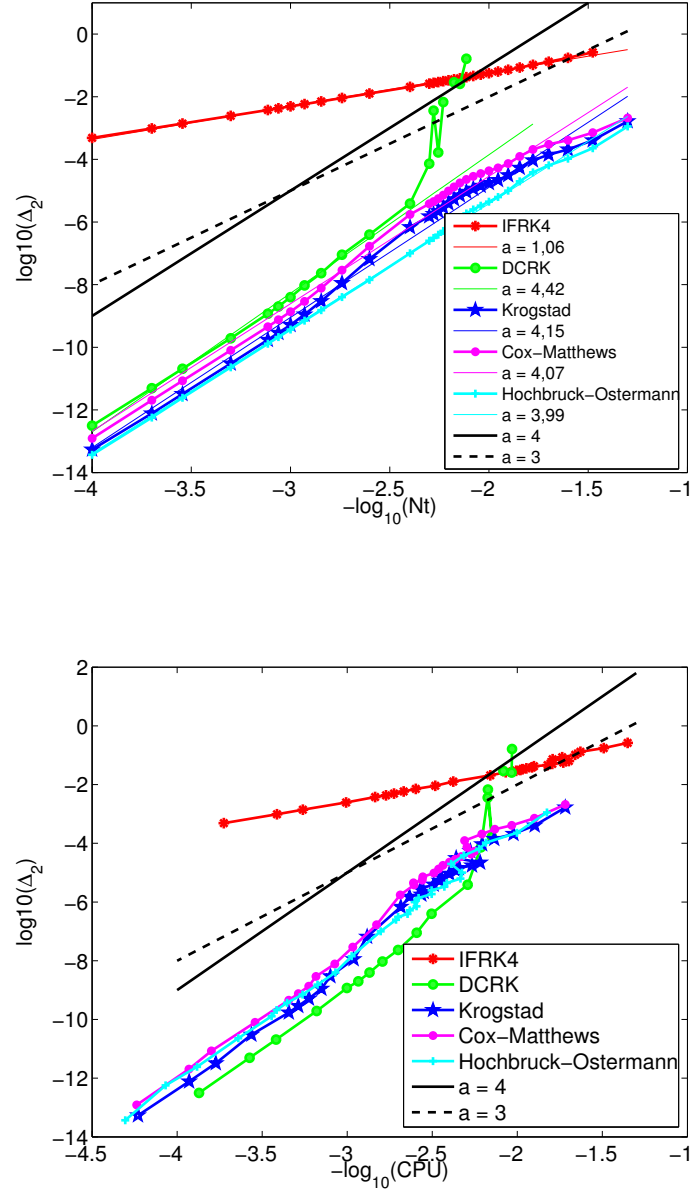 0
−2
−4
−6
−8
−10
−12
−14
log10(Δ2)
−4
−3.5
−3
−2.5
−2
−1.5
−1
−log10(Nt)
IFRK4
a = 1,06
DCRK
a = 4,42
Krogstad
a = 4,15
Cox−Matthews
a = 4,07
Hochbruck−Ostermann
a = 3,99
a = 4
a = 3
2
0
−2
−4
−6
−8
−10
−12
−14
log10(Δ2)
−4.5
−4
−3.5
−3
−2.5
−2
−1.5
−1
−log10(CPU)
IFRK4
DCRK
Krogstad
Cox−Matthews
Hochbruck−Ostermann
a = 4
a = 3